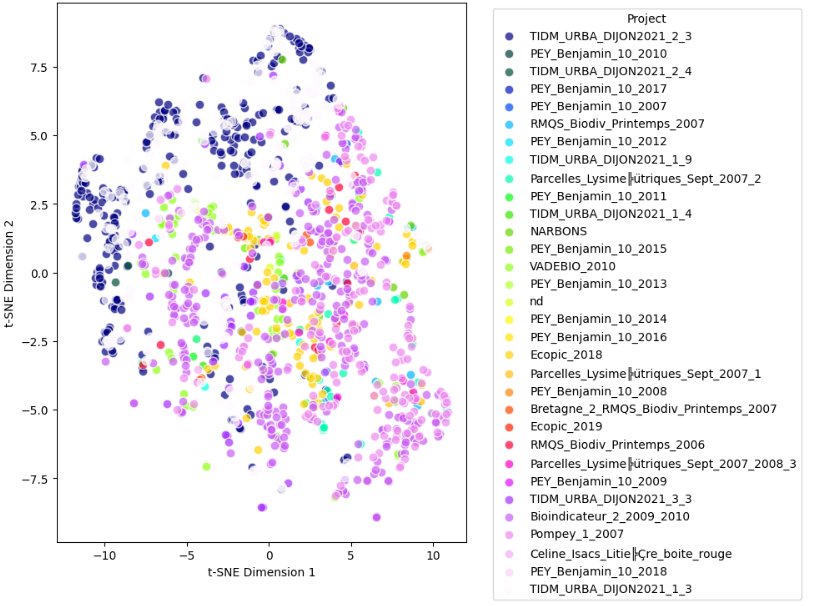 Project
TIDM_URBA_DIJON2021_2_3
PEY_Benjamin_10_2010
TIDM_URBA_DIJON2021_2_4
PEY_Benjamin_10_2017
PEY_Benjamin_10_2007
RMQS_Biodiv_Printemps_2007
PEY_Benjamin_10_2012
TIDM_URBA_DIJON2021_1_9
Parcelles_Lysime╠ütriques_Sept_2007_2
PEY_Benjamin_10_2011
TIDM_URBA_DIJON2021_1_4
NARBONS
PEY_Benjamin_10_2015
VADEBIO_2010
PEY_Benjamin_10_2013
nd
PEY_Benjamin_10_2014
PEY_Benjamin_10_2016
Ecopic_2018
Parcelles_Lysime╠ütriques_Sept_2007_1
PEY_Benjamin_10_2008
Bretagne_2_RMQS_Biodiv_Printemps_2007
Ecopic_2019
RMQS_Biodiv_Printemps_2006
Parcelles_Lysime╠ütriques_Sept_2007_2008_3
PEY_Benjamin_10_2009
TIDM_URBA_DIJON2021_3_3
Bioindicateur_2_2009_2010
Pompey_1_2007
Celine_Isacs_Litie╠Çre_boite_rouge
PEY_Benjamin_10_2018
TIDM_URBA_DIJON2021_1_3
t-SNE Dimension 2
7.5
5.0
2.5
0.0
−2.5
−5.0
−7.5
−10 −5 0 5 10
t-SNE Dimension 1